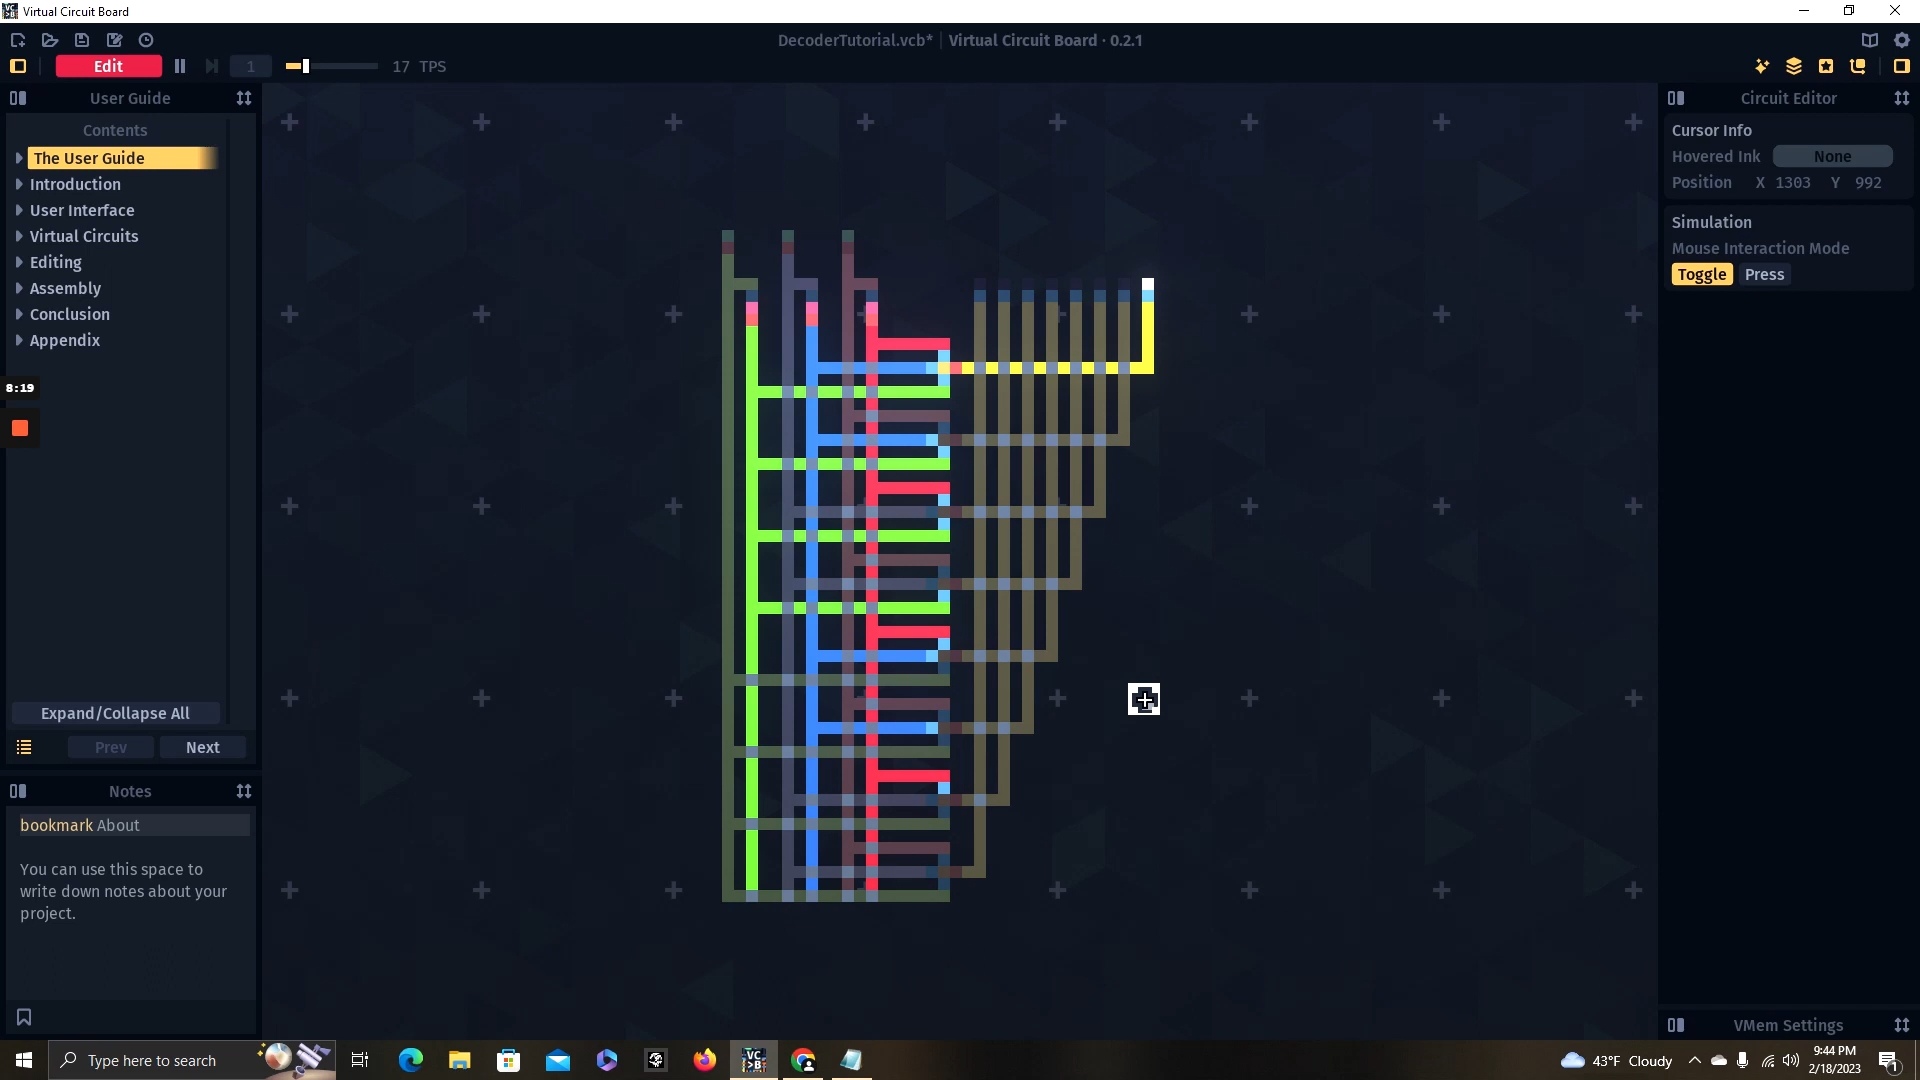 Virtual Circuit Board
DecoderTutorial.vcb* | Virtual Circuit Board · 0.2.1
Edit 1 17 TPS
User Guide
Contents
The User Guide
Introduction
User Interface
Virtual Circuits
Editing
Assembly
Conclusion
Appendix
8:19
Expand/Collapse All
Prev Next
Notes
bookmark About
You can use this space to
write down notes about your
project.
Circuit Editor
Cursor Info
Hovered Ink None
Position X 1303 Y 992
Simulation
Mouse Interaction Mode
Toggle Press
VMem Settings
Type here to search
VC
>B
43°F Cloudy
9:44 PM
2/18/2023
1